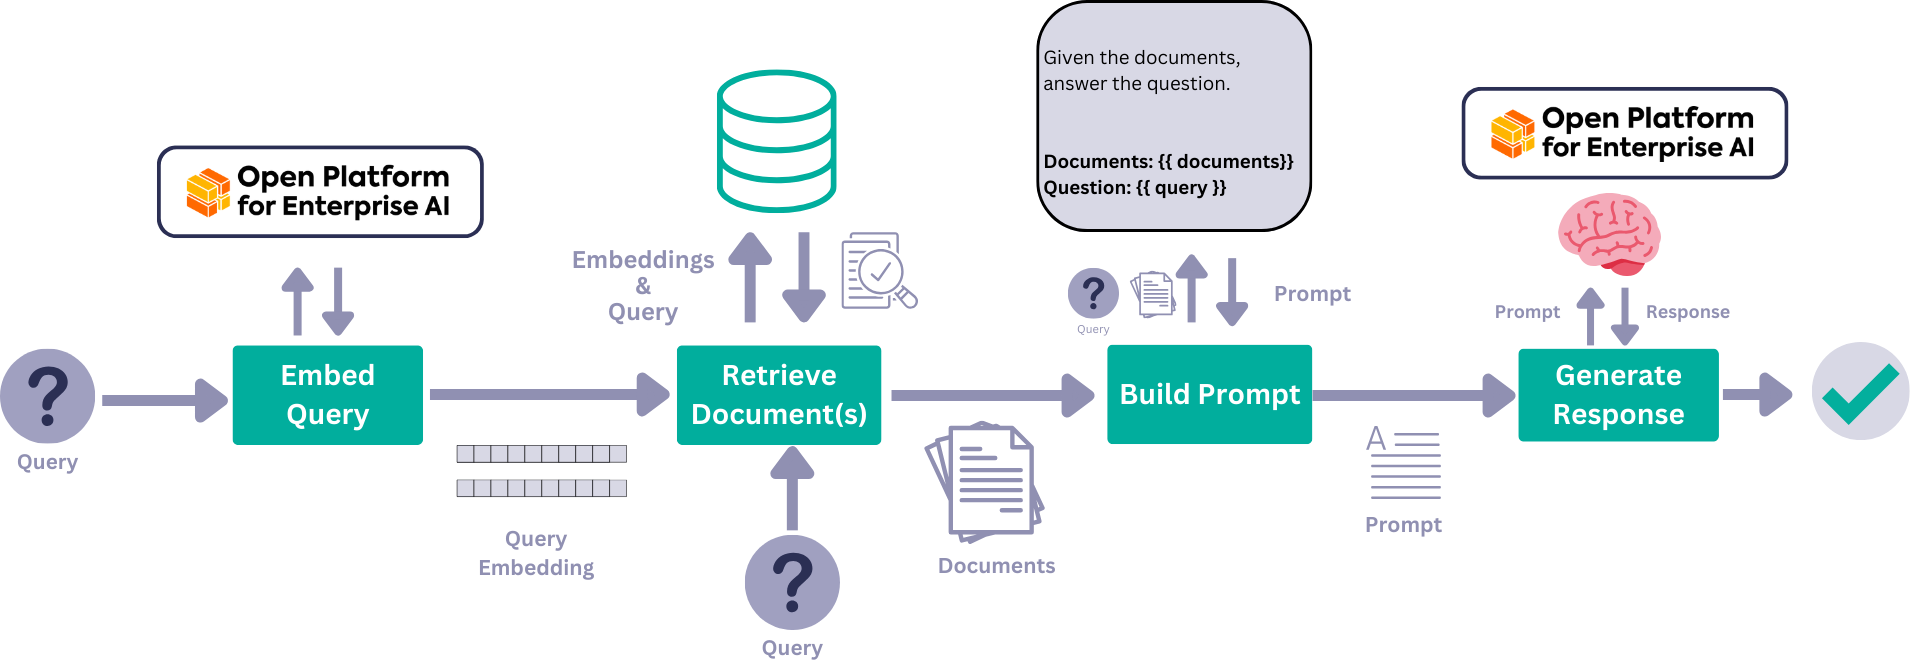 Given the documents,
answer the question.
Documents: {{ documents}}
Question: {{ query }}
Open Platform
for Enterprise AI
Open Platform
for Enterprise AI
Embeddings
&
Query
Query
Prompt
Prompt
Response
Query
Embed
Query
Query
Embedding
Retrieve
Document(s)
Query
Documents
Build Prompt
A
Prompt
Generate
Response